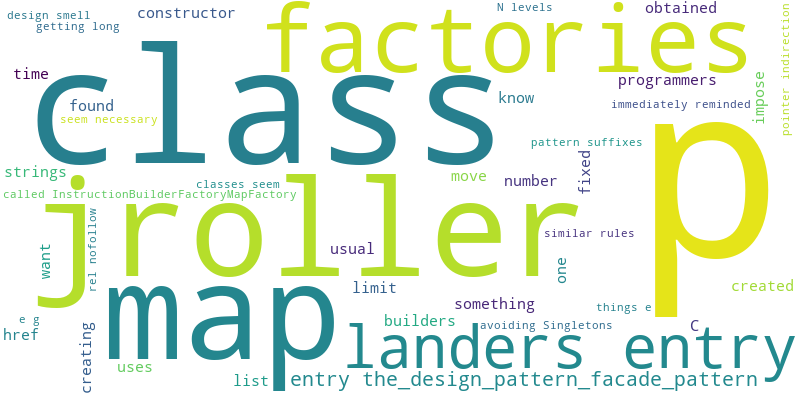 design smell
getting long
constructor
N levels
obtained
pointer indirection
factories
time
class
found
seem necessary
know
programmers
impose
immediately reminded
p
pattern suffixes
strings
called InstructionBuilderFactoryMapFactory
classes seem
move
number
fixed
jroller
rel nofollow
want
usual
similar rules
one
created
limit
map
something
things e
e g
href
creating
builders
avoiding Singletons
C
landers entry
uses
list
entry the_design_pattern_facade_pattern